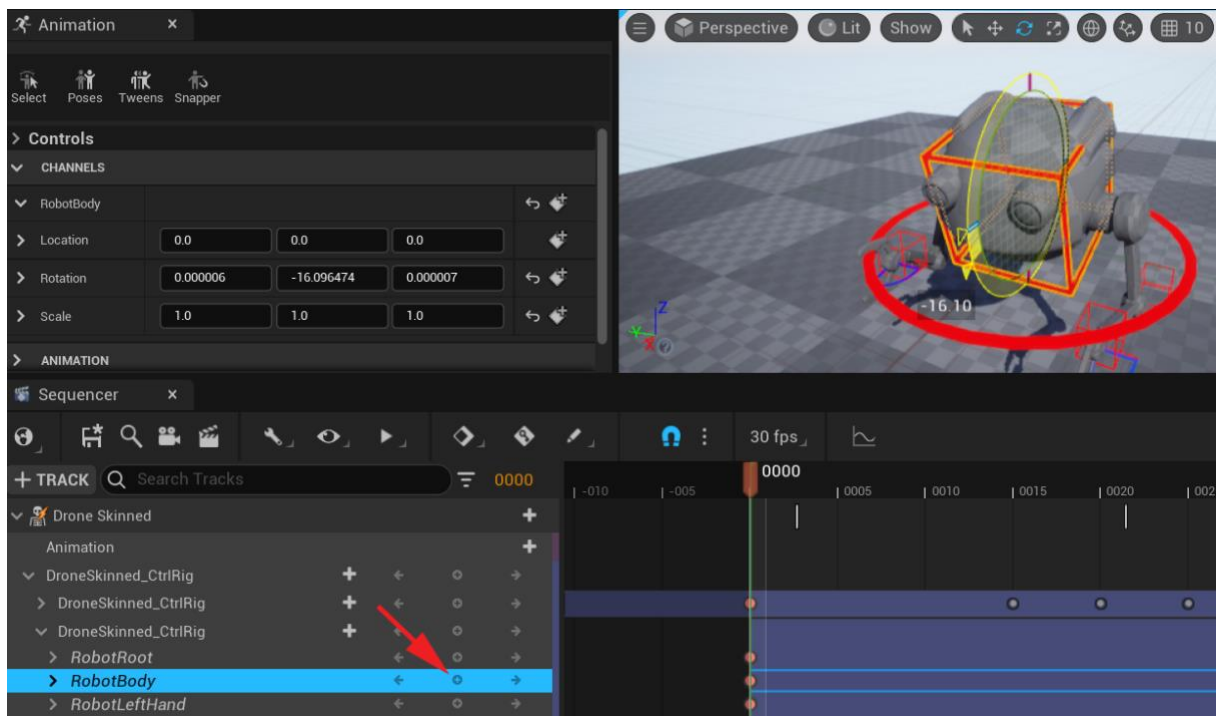 Animation
Select Poses Tweens Snapper
Controls
CHANNELS
RobotBody
Location 0.0 0.0 0.0
Rotation 0.000006 -16.096474 0.000007
Scale 1.0 1.0 1.0
ANIMATION
Perspective Lit Show 10
-16.10
Z
X
Sequencer
30 fps
+ TRACK Search Tracks 0000
0000
-010 -005 0005 0010 0015 0020 002
Drone Skinned
Animation
DroneSkinned_CtrlRig
DroneSkinned_CtrlRig
DroneSkinned_CtrlRig
RobotRoot
RobotBody
RobotLeftHand